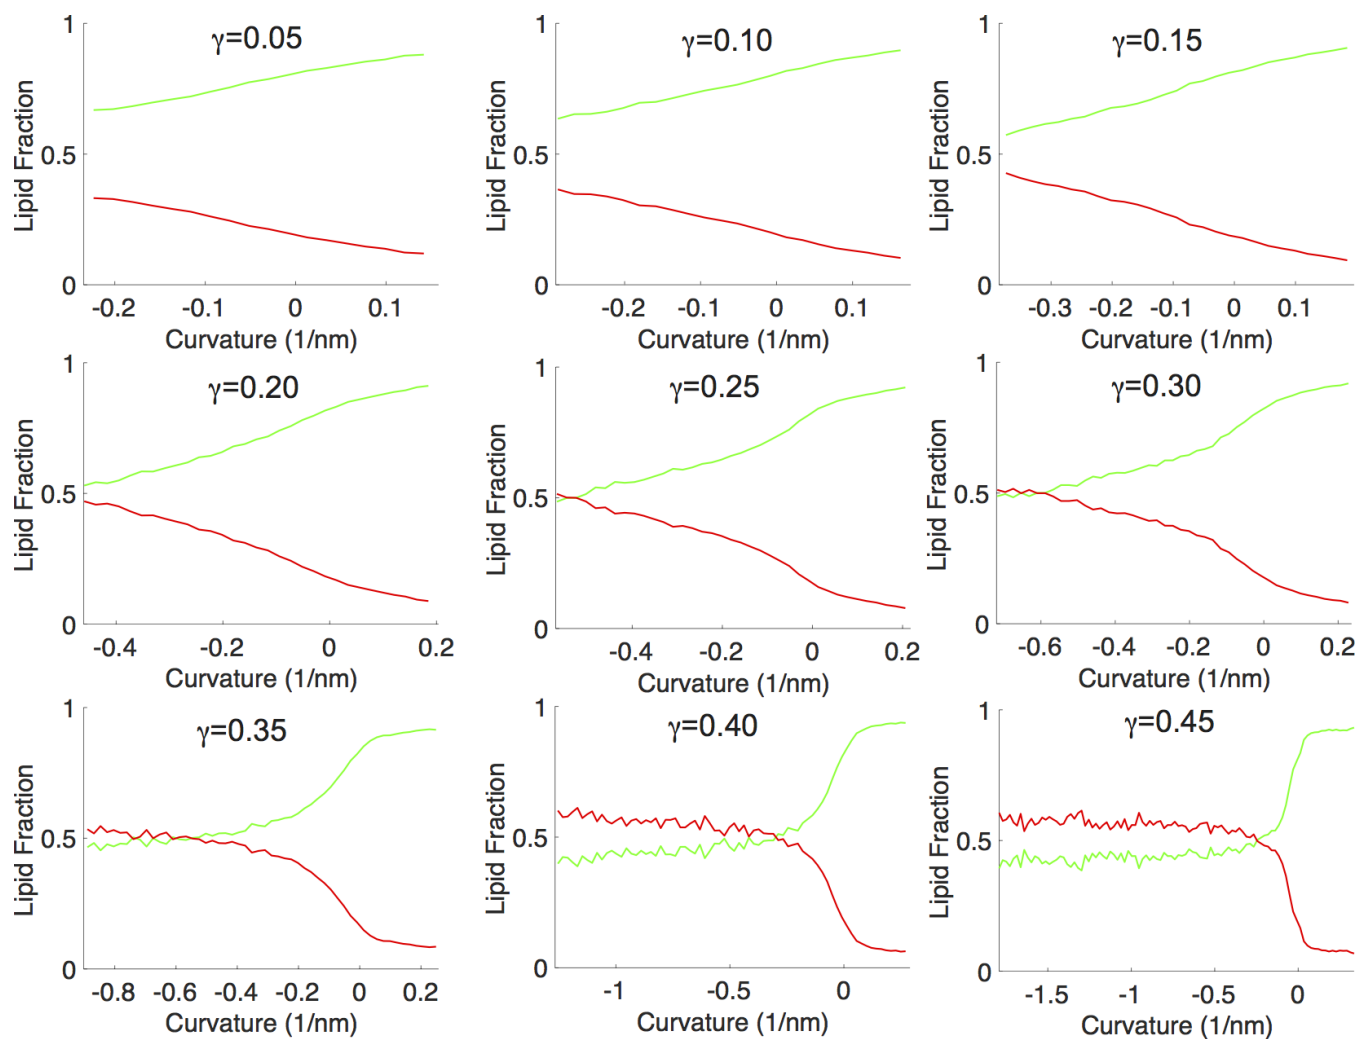 1
γ=0.05
Lipid Fraction
0.5
0
-0.2
-0.1
0
0.1
Curvature (1/nm)
1
γ=0.10
Lipid Fraction
0.5
0
-0.2
-0.1
0
0.1
Curvature (1/nm)
1
γ=0.15
Lipid Fraction
0.5
0
-0.3
-0.2
-0.1
0
0.1
Curvature (1/nm)
1
γ=0.20
Lipid Fraction
0.5
0
-0.4
-0.2
0
0.2
Curvature (1/nm)
1
γ=0.25
Lipid Fraction
0.5
0
-0.4
-0.2
0
0.2
Curvature (1/nm)
1
γ=0.30
Lipid Fraction
0.5
0
-0.6
-0.4
-0.2
0
0.2
Curvature (1/nm)
1
γ=0.35
Lipid Fraction
0.5
0
-0.8
-0.6
-0.4
-0.2
0
0.2
Curvature (1/nm)
1
γ=0.40
Lipid Fraction
0.5
0
-1
-0.5
0
Curvature (1/nm)
1
γ=0.45
Lipid Fraction
0.5
0
-1.5
-1
-0.5
0
Curvature (1/nm)